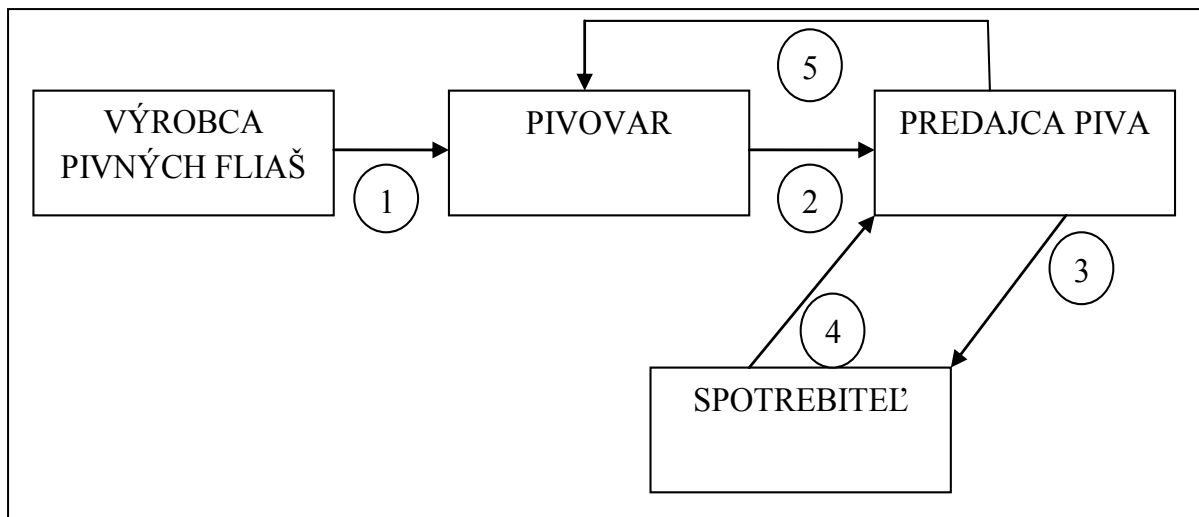 5
VÝROBCA
PIVNÝCH FLIAŠ
PIVOVAR
PREDAJCA PIVA
1
2
3
4
SPOTREBITEĽ